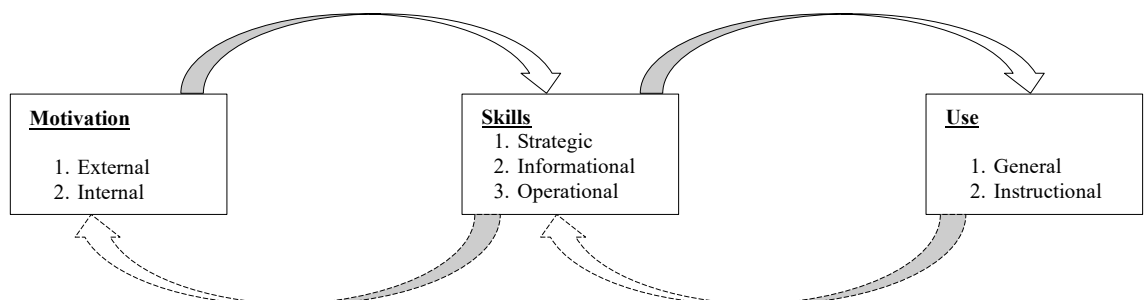 Motivation
1. External
2. Internal
Skills
1. Strategic
2. Informational
3. Operational
Use
1. General
2. Instructional